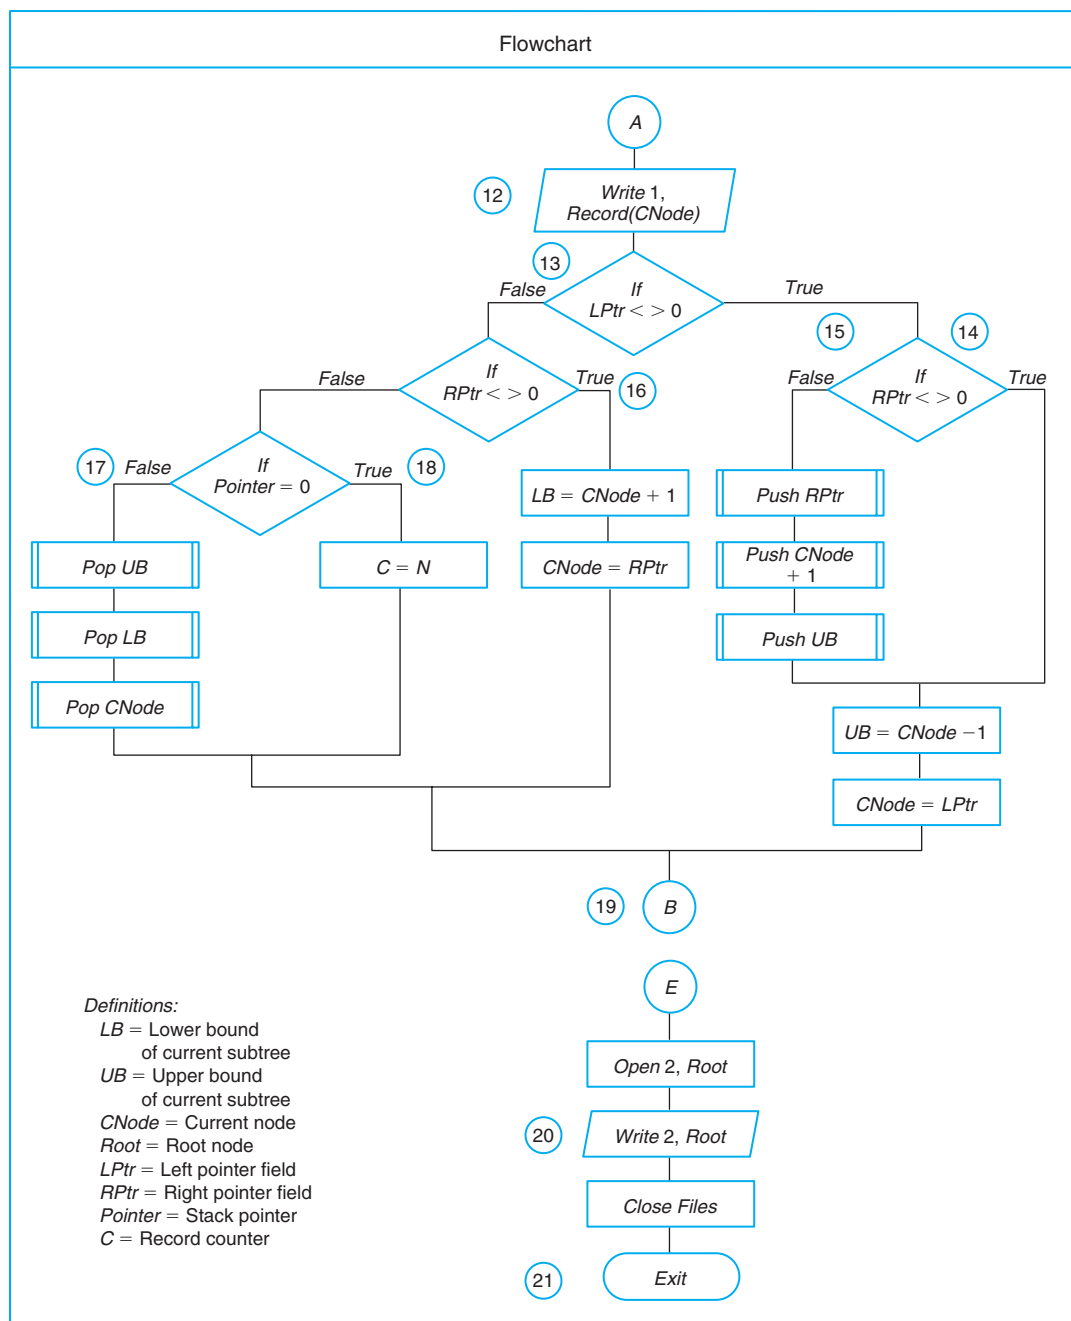 Flowchart
A
12
Write 1,
Record(CNode)
13
False
If
LPtr < > 0
True
15
14
False
If
RPtr < > 0
True
16
False
If
RPtr < > 0
True
17
False
If
Pointer = 0
True
18
LB = CNode + 1
Push RPtr
Pop UB
C = N
CNode = RPtr
Push CNode
+ 1
Pop LB
Push UB
Pop CNode
UB = CNode −1
CNode = LPtr
19
B
E
Definitions:
LB = Lower bound
of current subtree
UB = Upper bound
of current subtree
CNode = Current node
Root = Root node
LPtr = Left pointer field
RPtr = Right pointer field
Pointer = Stack pointer
C = Record counter
Open 2, Root
20
Write 2, Root
Close Files
21
Exit